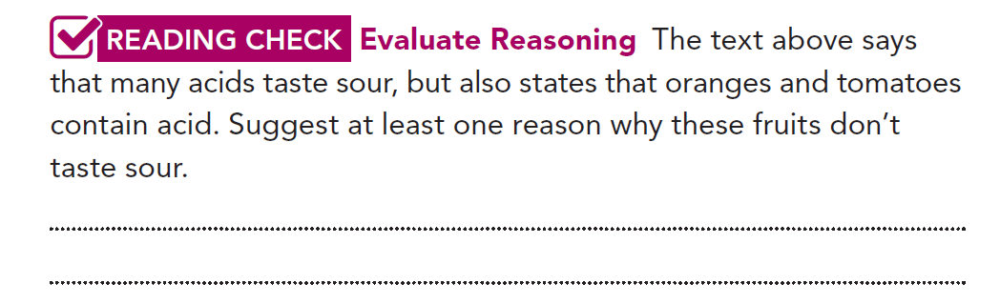 READING CHECK Evaluate Reasoning The text above says
that many acids taste sour, but also states that oranges and tomatoes
contain acid. Suggest at least one reason why these fruits don’t
taste sour.